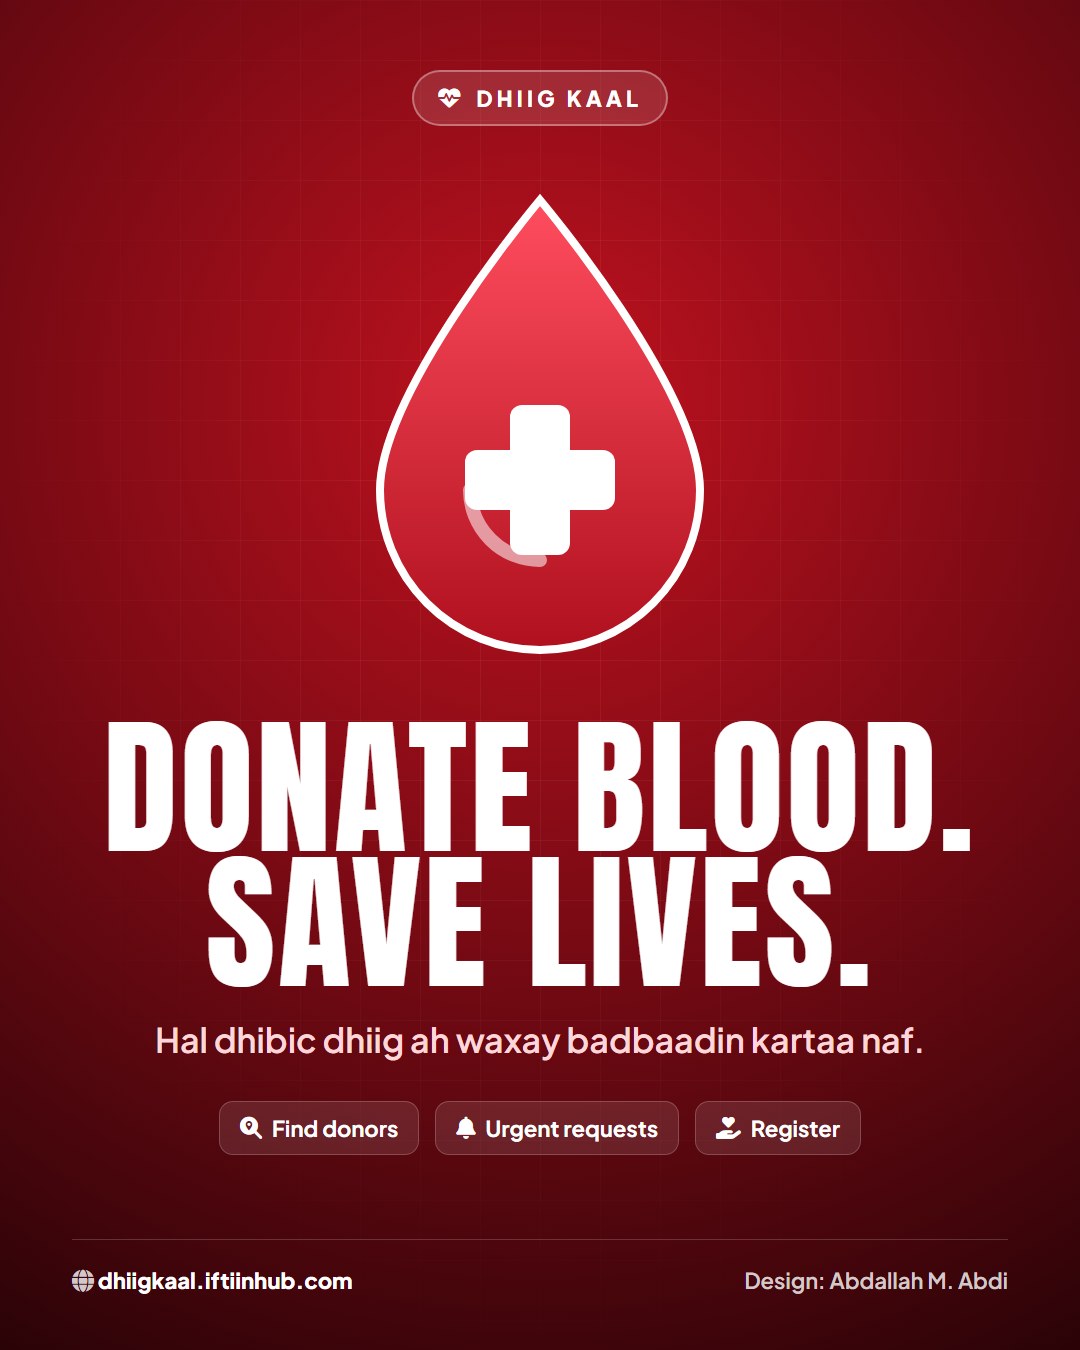 DHIIG KAAL
DONATE BLOOD.
SAVE LIVES.
Hal dhibic dhiig ah waxay badbaadin kartaa naf.
Find donors
Urgent requests
Register
dhiigkaal.iftiinhub.com
Design: Abdallah M. Abdi